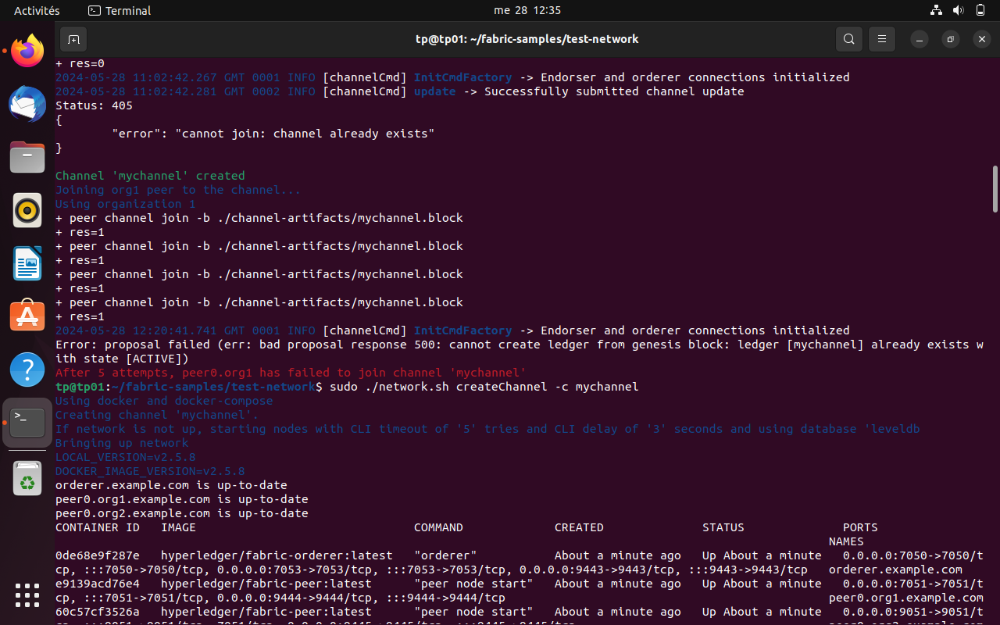 Activités
Terminal
me 28 12:35
tp@tp01: ~/fabric-samples/test-network
+ res=0
2024-05-28 11:02:42.267 GMT 0001 INFO [channelCmd] InitCmdFactory -> Endorser and orderer connections initialized
2024-05-28 11:02:42.281 GMT 0002 INFO [channelCmd] update -> Successfully submitted channel update
Status: 405
{
        "error": "cannot join: channel already exists"
}
Channel 'mychannel' created
Joining org1 peer to the channel...
Using organization 1
+ peer channel join -b ./channel-artifacts/mychannel.block
+ res=1
+ peer channel join -b ./channel-artifacts/mychannel.block
+ res=1
+ peer channel join -b ./channel-artifacts/mychannel.block
+ res=1
+ peer channel join -b ./channel-artifacts/mychannel.block
+ res=1
2024-05-28 12:20:41.741 GMT 0001 INFO [channelCmd] InitCmdFactory -> Endorser and orderer connections initialized
Error: proposal failed (err: bad proposal response 500: cannot create ledger from genesis block: ledger [mychannel] already exists w
ith state [ACTIVE])
After 5 attempts, peer0.org1 has failed to join channel 'mychannel'
tp@tp01:~/fabric-samples/test-network$ sudo ./network.sh createChannel -c mychannel
Using docker and docker-compose
Creating channel 'mychannel'.
If network is not up, starting nodes with CLI timeout of '5' tries and CLI delay of '3' seconds and using database 'leveldb
Bringing up network
LOCAL_VERSION=v2.5.8
DOCKER_IMAGE_VERSION=v2.5.8
orderer.example.com is up-to-date
peer0.org1.example.com is up-to-date
peer0.org2.example.com is up-to-date
CONTAINER ID   IMAGE                               COMMAND             CREATED              STATUS              PORTS
NAMES
0de68e9f287e   hyperledger/fabric-orderer:latest   "orderer"           About a minute ago   Up About a minute   0.0.0.0:7050->7050/t
cp, :::7050->7050/tcp, 0.0.0.0:7053->7053/tcp, :::7053->7053/tcp, 0.0.0.0:9443->9443/tcp, :::9443->9443/tcp   orderer.example.com
e9139acd76e4   hyperledger/fabric-peer:latest      "peer node start"   About a minute ago   Up About a minute   0.0.0.0:7051->7051/t
cp, :::7051->7051/tcp, 0.0.0.0:9444->9444/tcp, :::9444->9444/tcp   peer0.org1.example.com
60c57cf3526a   hyperledger/fabric-peer:latest      "peer node start"   About a minute ago   Up About a minute   0.0.0.0:9051->9051/t